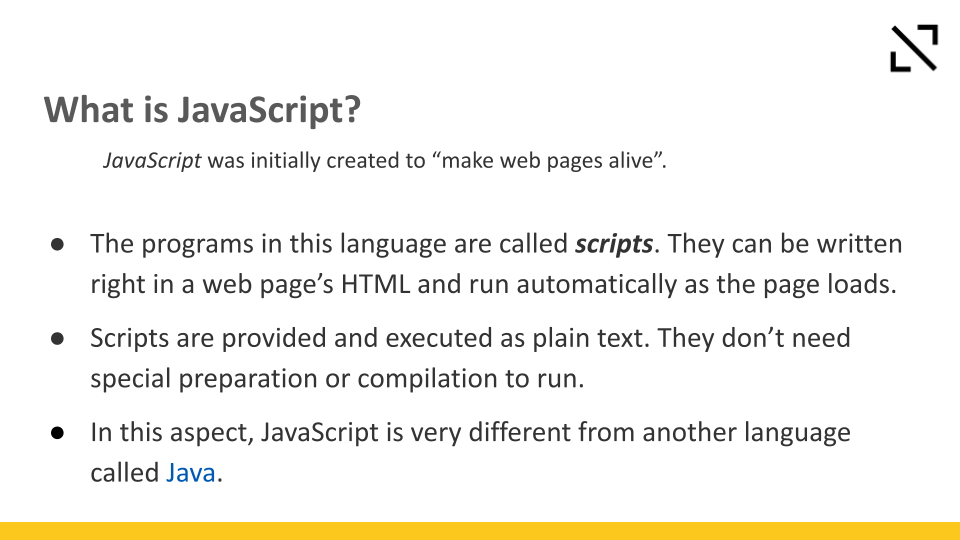 What is JavaScript?
JavaScript was initially created to “make web pages alive”.
● The programs in this language are called scripts. They can be written
right in a web page’s HTML and run automatically as the page loads.
● Scripts are provided and executed as plain text. They don’t need
special preparation or compilation to run.
● In this aspect, JavaScript is very different from another language
called Java.